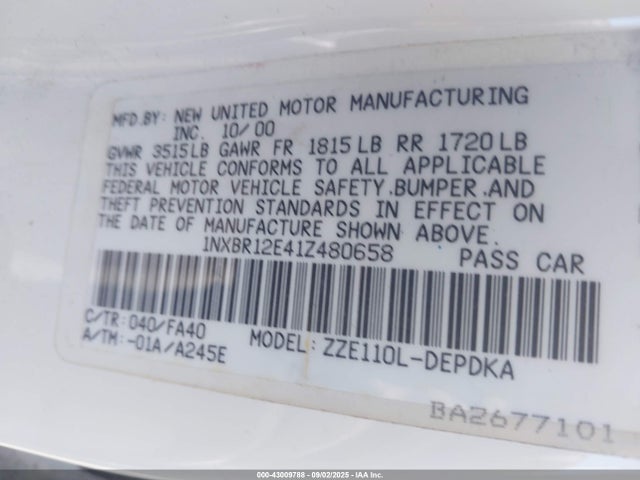 MFD.BY: NEW UNITED MOTOR MANUFACTURING
INC. 10/00
GVWR 3515LB GAWR FR 1815LB RR 1720LB
THIS VEHICLE CONFORMS TO ALL APPLICABLE
FEDERAL MOTOR VEHICLE SAFETY,BUMPER,AND
THEFT PREVENTION STANDARDS IN EFFECT ON
THE DATE OF MANUFACTURE SHOWN ABOVE.
1NXBR12E41Z480658 PASS CAR
C/TR:040/FA40
A/TM:-01A/A245E MODEL:ZZE110L-DEPDKA
BA2677101
000-43009788 - 09/02/2025 - IAA Inc.